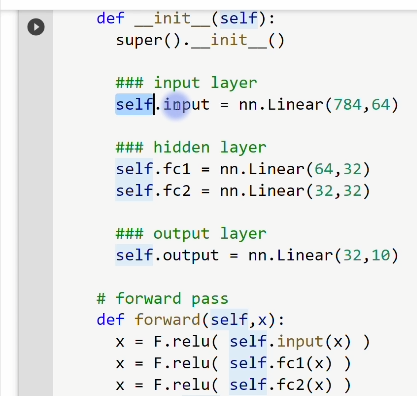 def __init__(self):
super().__init__()
### input layer
self.input = nn.Linear(784,64)
### hidden layer
self.fc1 = nn.Linear(64,32)
self.fc2 = nn.Linear(32,32)
### output layer
self.output = nn.Linear(32,10)
# forward pass
def forward(self,x):
x = F.relu( self.input(x) )
x = F.relu( self.fc1(x) )
x = F.relu( self.fc2(x) )